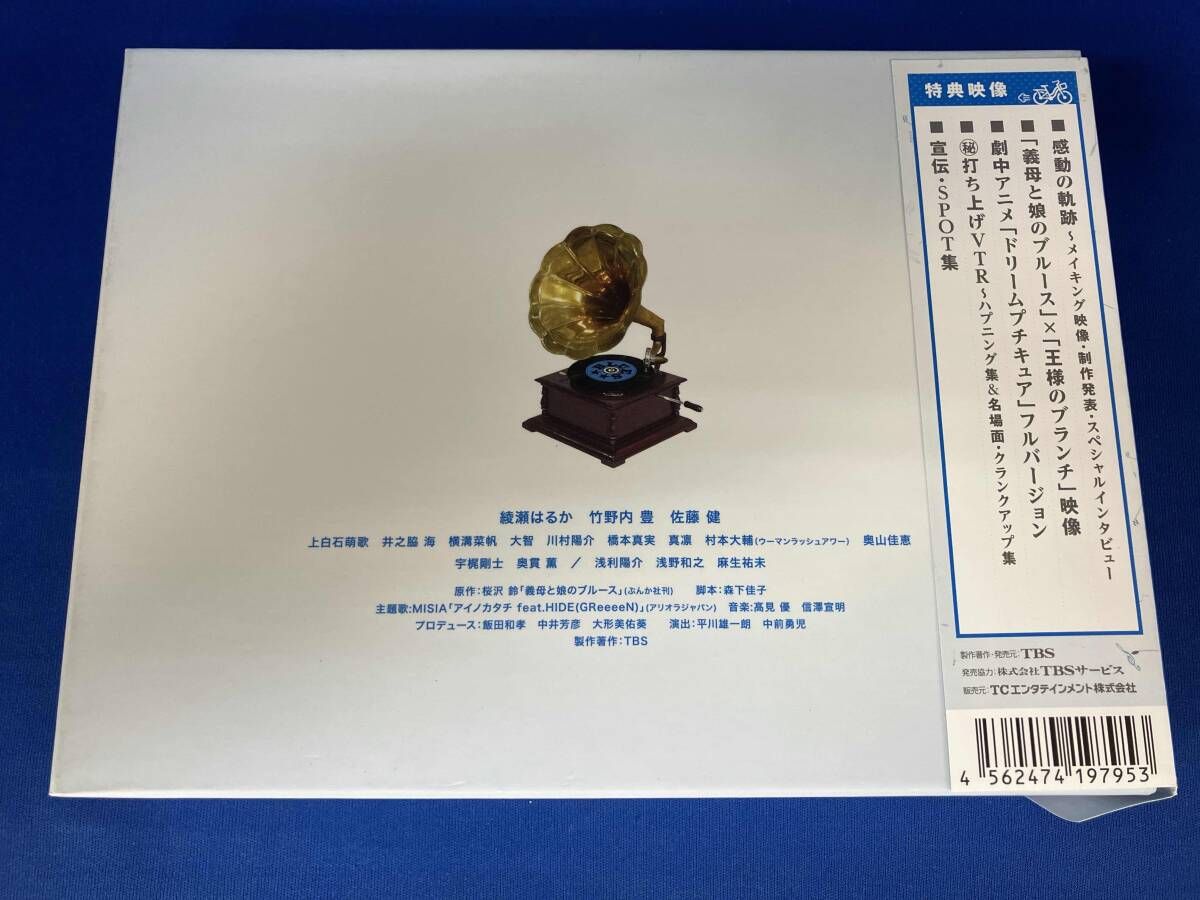 綾瀬はるか 竹野内 豊 佐藤 健
上白石萌歌 井之脇 海 横溝菜帆 大智 川村陽介 橋本真実 真凛 村本大輔(ウーマンラッシュアワー) 奥山佳恵
宇梶剛士 奥貫 薫 / 浅利陽介 浅野和之 麻生祐未
原作:桜沢 鈴「義母と娘のブルース」(ぶんか社刊) 脚本:森下佳子
主題歌:MISIA「アイノカタチ feat.HIDE(GReeeeN)」(アリオラジャパン) 音楽:髙見 優 信澤宣明
プロデュース:飯田和孝 中井芳彦 大形美佑葵 演出:平川雄一朗 中前勇児
製作著作:TBS
特典映像
■ 感動の軌跡~メイキング映像・制作発表・スペシャルインタビュー
■ 「義母と娘のブルース」×「王様のブランチ」映像
■ 劇中アニメ「ドリームプチキュア」フルバージョン
■ ㊙打ち上げVTR~ハプニング集&名場面・クランクアップ集
■ 宣伝・SPOT集
製作著作・発売元:TBS
発売協力:株式会社TBSサービス
販売元:TCエンタテインメント株式会社
4 562474 197953